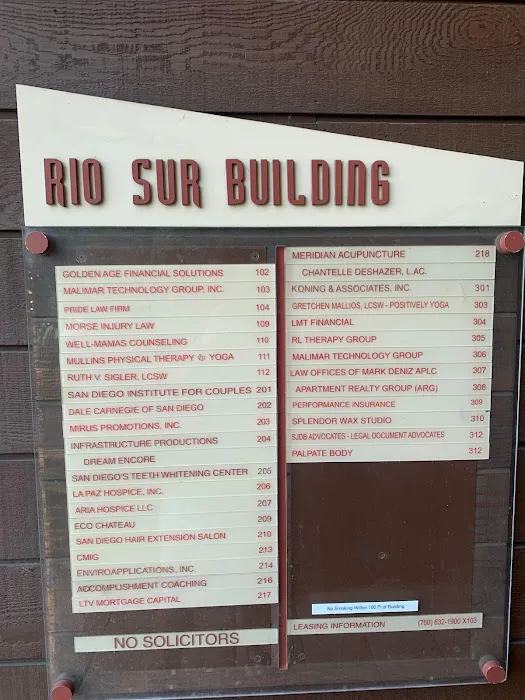 RIO SUR BUILDING
GOLDEN AGE FINANCIAL SOLUTIONS 102
MALIMAR TECHNOLOGY GROUP, INC. 103
PRIDE LAW FIRM 104
MORSE INJURY LAW 109
WELL-MAMAS COUNSELING 110
MULLINS PHYSICAL THERAPY & YOGA 111
RUTH V. SIGLER, LCSW 112
SAN DIEGO INSTITUTE FOR COUPLES 201
DALE CARNEGIE OF SAN DIEGO 202
MIRUS PROMOTIONS, INC. 203
INFRASTRUCTURE PRODUCTIONS 204
DREAM ENCORE
SAN DIEGO'S TEETH WHITENING CENTER 205
LA PAZ HOSPICE, INC. 206
ARIA HOSPICE LLC 207
ECO CHATEAU 209
SAN DIEGO HAIR EXTENSION SALON 210
CMIG 213
ENVIROAPPLICATIONS, INC. 214
ACCOMPLISHMENT COACHING 216
LTV MORTGAGE CAPITAL 217
NO SOLICITORS
MERIDIAN ACUPUNCTURE 218
CHANTELLE DESHAZER, L.AC.
KONING & ASSOCIATES, INC. 301
GRETCHEN MALLIOS, LCSW - POSITIVELY YOGA 303
LMT FINANCIAL 304
RL THERAPY GROUP 305
MALIMAR TECHNOLOGY GROUP 306
LAW OFFICES OF MARK DENIZ APLC 307
APARTMENT REALTY GROUP (ARG) 308
PERFORMANCE INSURANCE 309
SPLENDOR WAX STUDIO 310
SJDB ADVOCATES - LEGAL DOCUMENT ADVOCATES 312
PALPATE BODY 312
No Smoking Within 100 Ft of Building
LEASING INFORMATION (760) 632-1900 X103